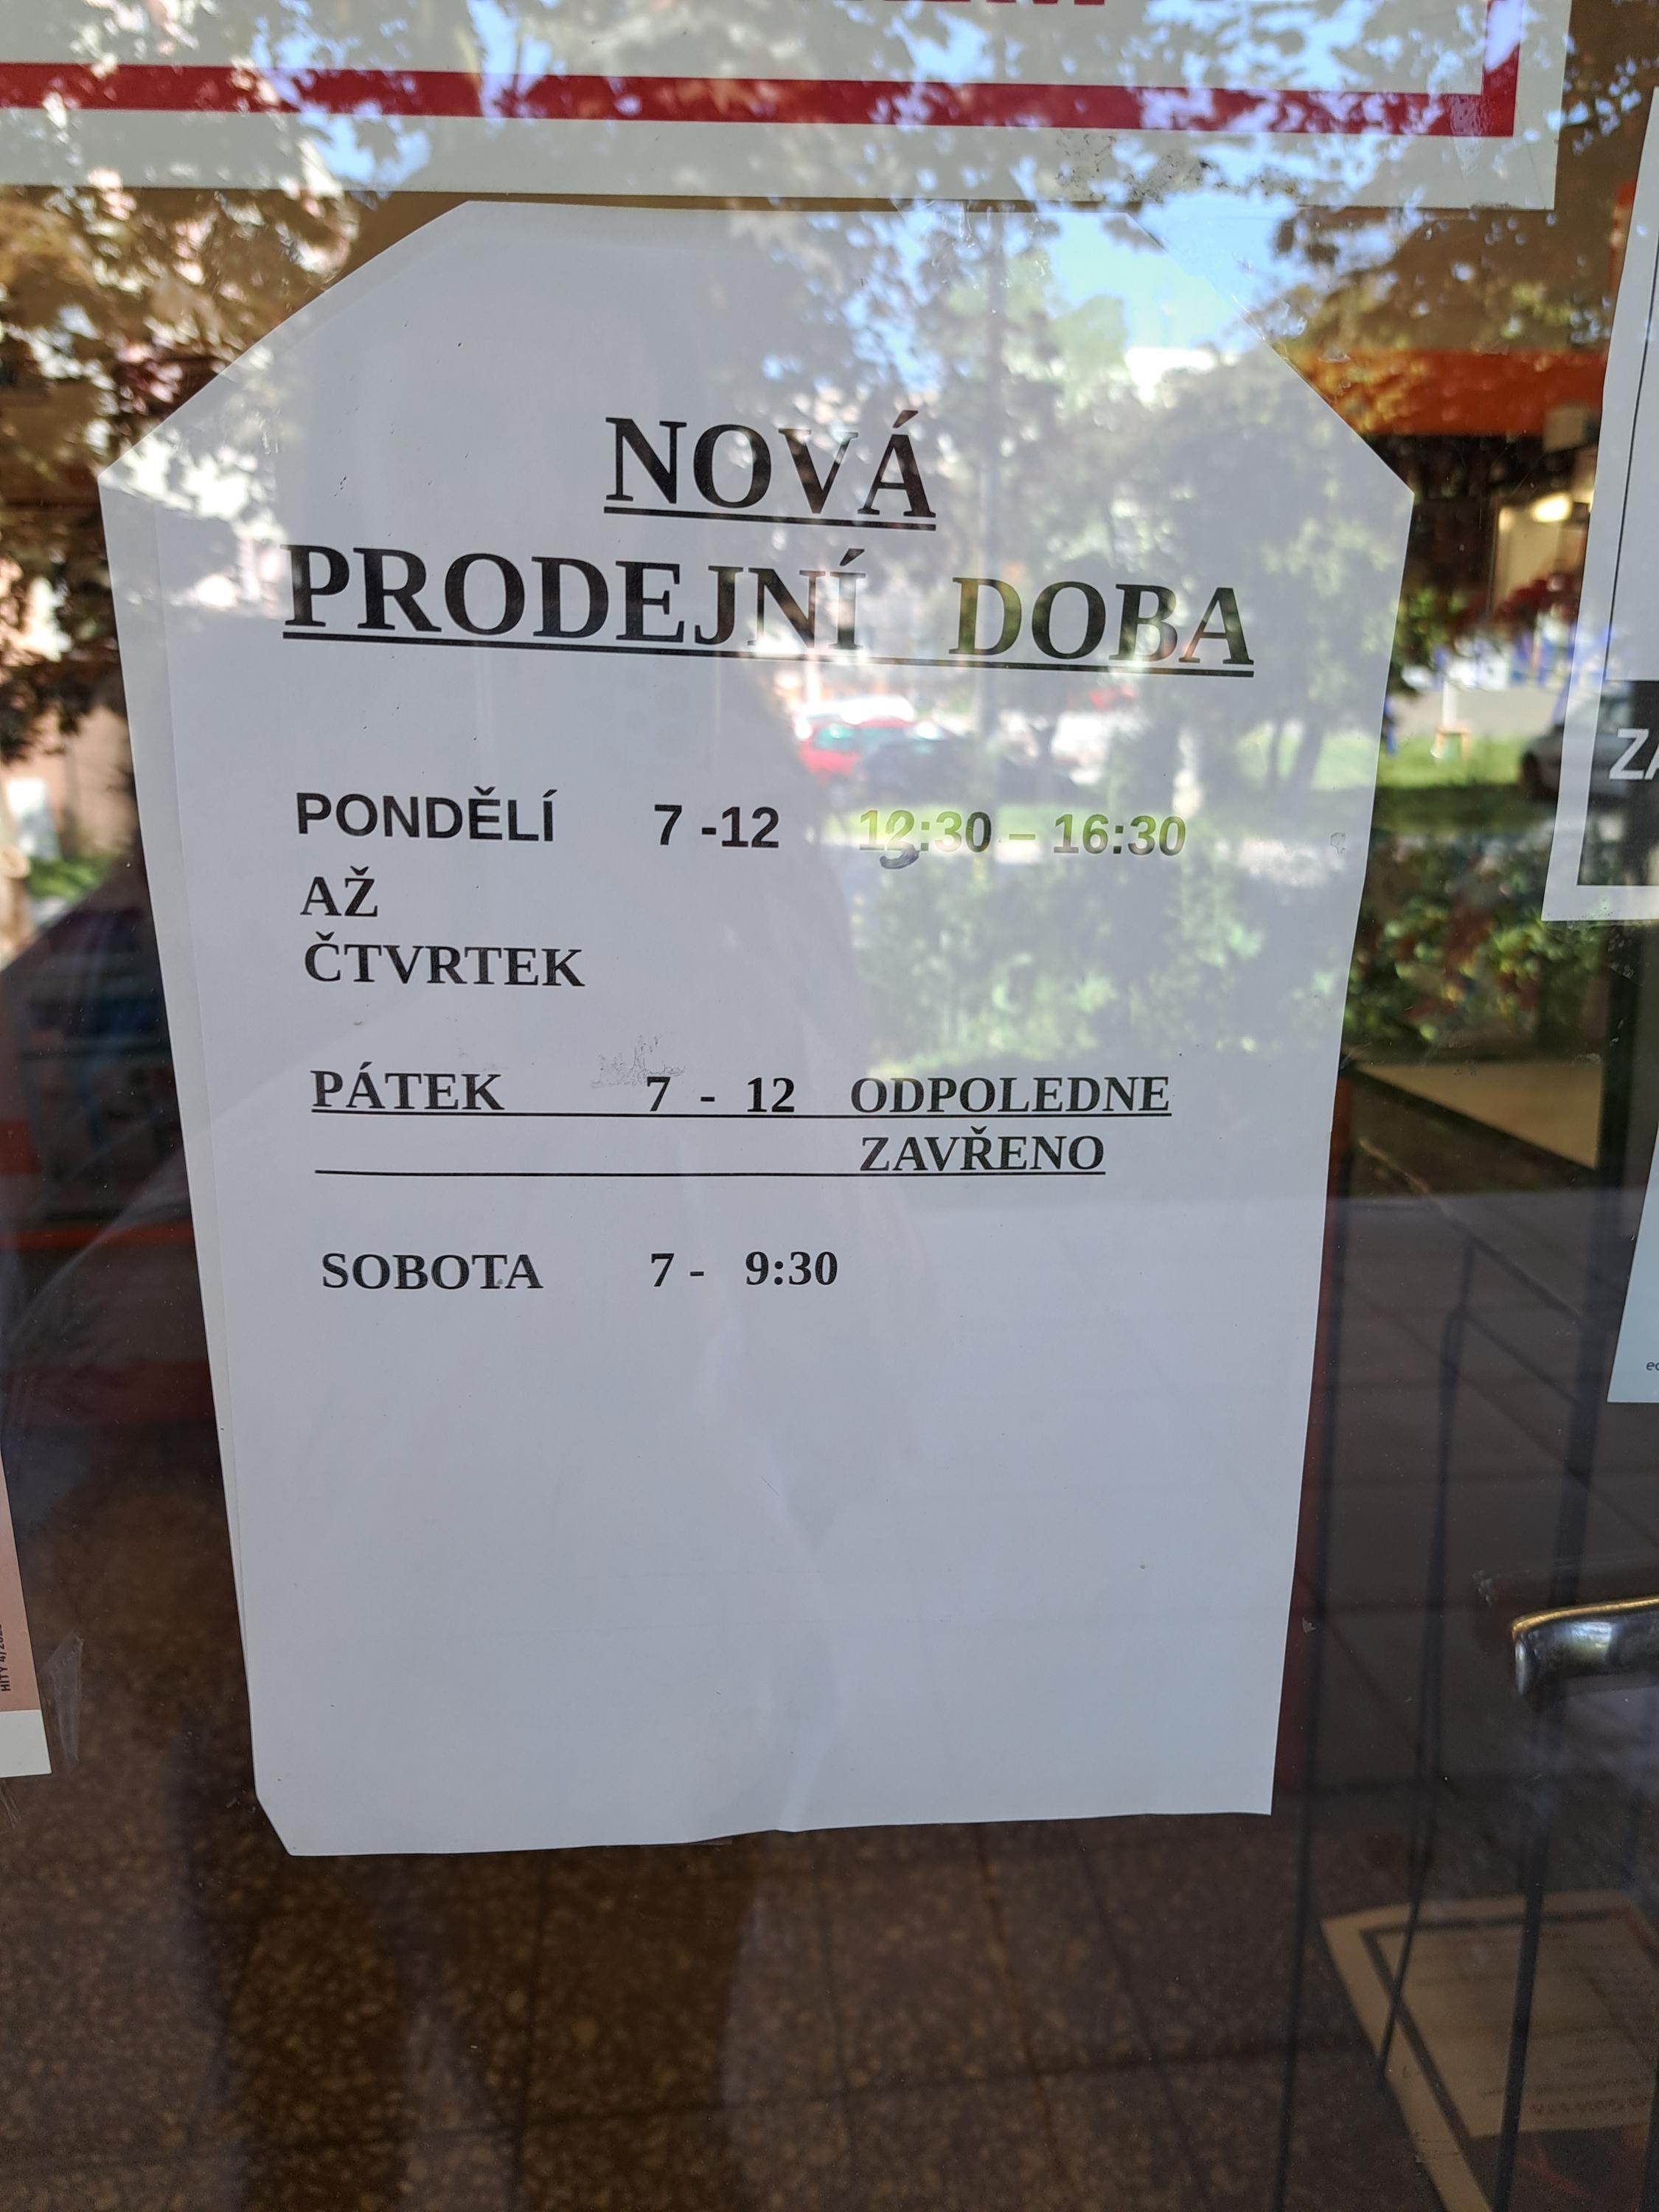 NOVÁ
PRODEJNÍ DOBA
PONDĚLÍ 7 -12 :30 – 16:30
AŽ
ČTVRTEK
PÁTEK 7 - 12 ODPOLEDNE
ZAVŘENO
SOBOTA 7 - 9:30